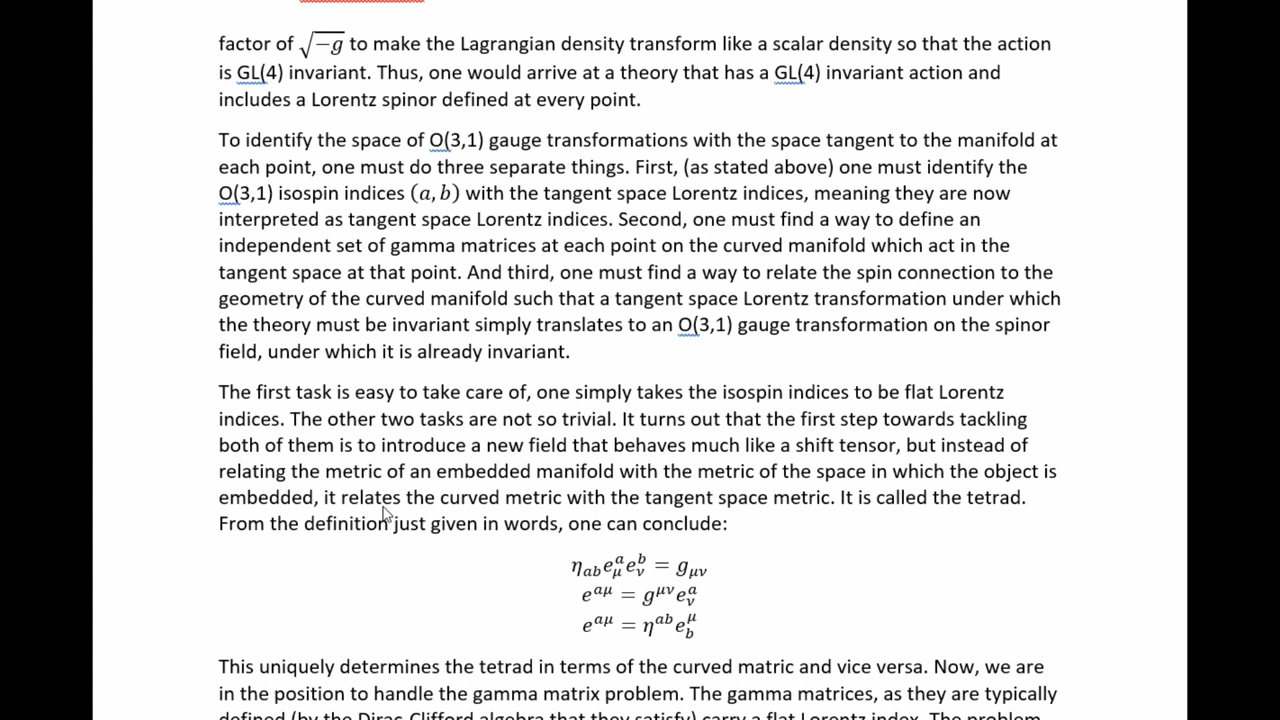 factor of √−g to make the Lagrangian density transform like a scalar density so that the action
is GL(4) invariant. Thus, one would arrive at a theory that has a GL(4) invariant action and
includes a Lorentz spinor defined at every point.
To identify the space of O(3,1) gauge transformations with the space tangent to the manifold at
each point, one must do three separate things. First, (as stated above) one must identify the
O(3,1) isospin indices (a, b) with the tangent space Lorentz indices, meaning they are now
interpreted as tangent space Lorentz indices. Second, one must find a way to define an
independent set of gamma matrices at each point on the curved manifold which act in the
tangent space at that point. And third, one must find a way to relate the spin connection to the
geometry of the curved manifold such that a tangent space Lorentz transformation under which
the theory must be invariant simply translates to an O(3,1) gauge transformation on the spinor
field, under which it is already invariant.
The first task is easy to take care of, one simply takes the isospin indices to be flat Lorentz
indices. The other two tasks are not so trivial. It turns out that the first step towards tackling
both of them is to introduce a new field that behaves much like a shift tensor, but instead of
relating the metric of an embedded manifold with the metric of the space in which the object is
embedded, it relates the curved metric with the tangent space metric. It is called the tetrad.
From the definition just given in words, one can conclude:
η_{ab}e^a_μ e^b_ν = g_{μν}
e^{aμ} = g^{μν}e^a_ν
e^{aμ} = η^{ab}e^μ_b
This uniquely determines the tetrad in terms of the curved matric and vice versa. Now, we are
in the position to handle the gamma matrix problem. The gamma matrices, as they are typically
defined (by the Dirac-Clifford algebra that they satisfy) carry a flat Lorentz index. The problem